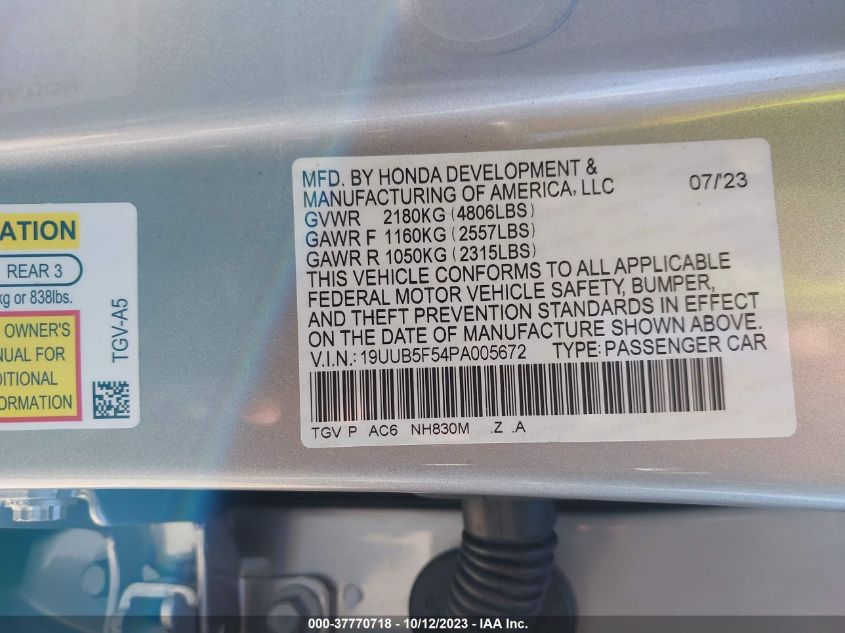 ATION
REAR 3
kg or 838lbs.
OWNER'S
NUAL FOR
DITIONAL
FORMATION
TGV-A5
MFD. BY HONDA DEVELOPMENT &
MANUFACTURING OF AMERICA, LLC 07/'23
GVWR 2180KG (4806LBS)
GAWR F 1160KG (2557LBS)
GAWR R 1050KG (2315LBS)
THIS VEHICLE CONFORMS TO ALL APPLICABLE
FEDERAL MOTOR VEHICLE SAFETY, BUMPER,
AND THEFT PREVENTION STANDARDS IN EFFECT
ON THE DATE OF MANUFACTURE SHOWN ABOVE.
V.I.N.: 19UUB5F54PA005672 TYPE: PASSENGER CAR
TGV P AC6 NH830M .Z .A
000-37770718 - 10/12/2023 - IAA Inc.